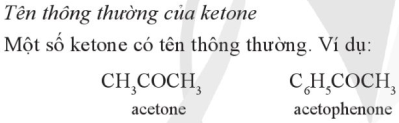 Tên thông thường của ketone
Một số ketone có tên thông thường. Ví dụ:
CH₃COCH₃ C₆H₅COCH₃
acetone acetophenone